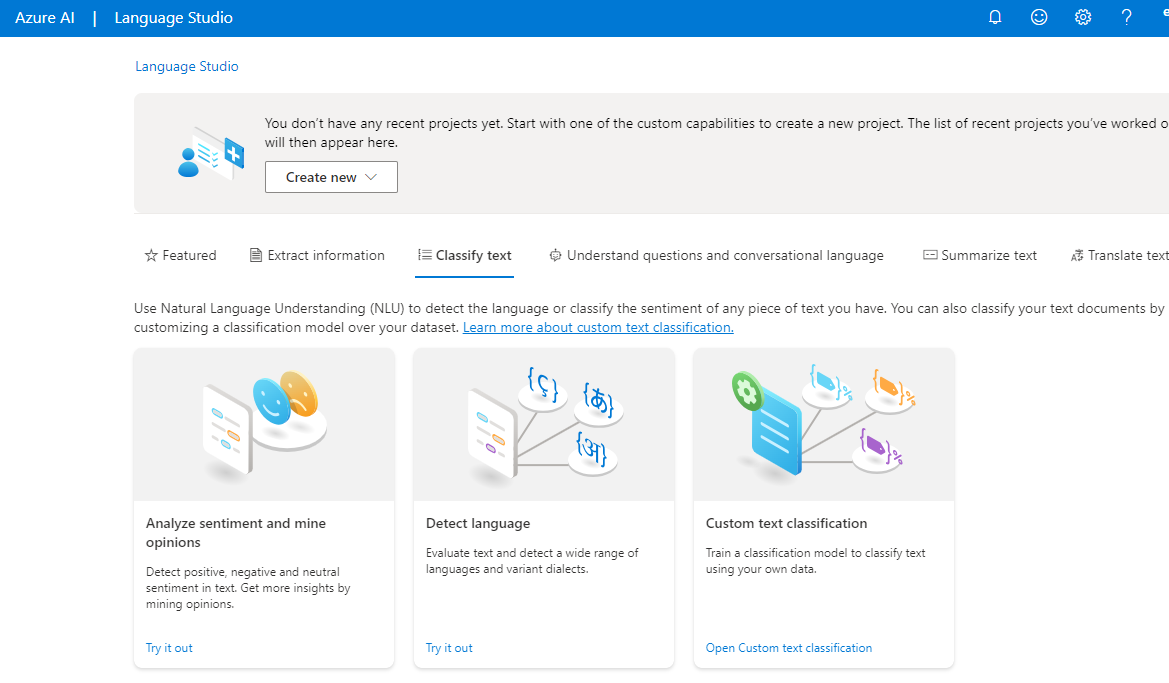 Azure AI | Language Studio
Language Studio
You don’t have any recent projects yet. Start with one of the custom capabilities to create a new project. The list of recent projects you’ve worked
will then appear here.
Create new
Featured
Extract information
Classify text
Understand questions and conversational language
Summarize text
Translate text
Use Natural Language Understanding (NLU) to detect the language or classify the sentiment of any piece of text you have. You can also classify your text documents by
customizing a classification model over your dataset. Learn more about custom text classification.
{ç}
{あ}
{अ}
Analyze sentiment and mine
opinions
Detect positive, negative and neutral
sentiment in text. Get more insights by
mining opinions.
Try it out
Detect language
Evaluate text and detect a wide range of
languages and variant dialects.
Try it out
Custom text classification
Train a classification model to classify text
using your own data.
Open Custom text classification